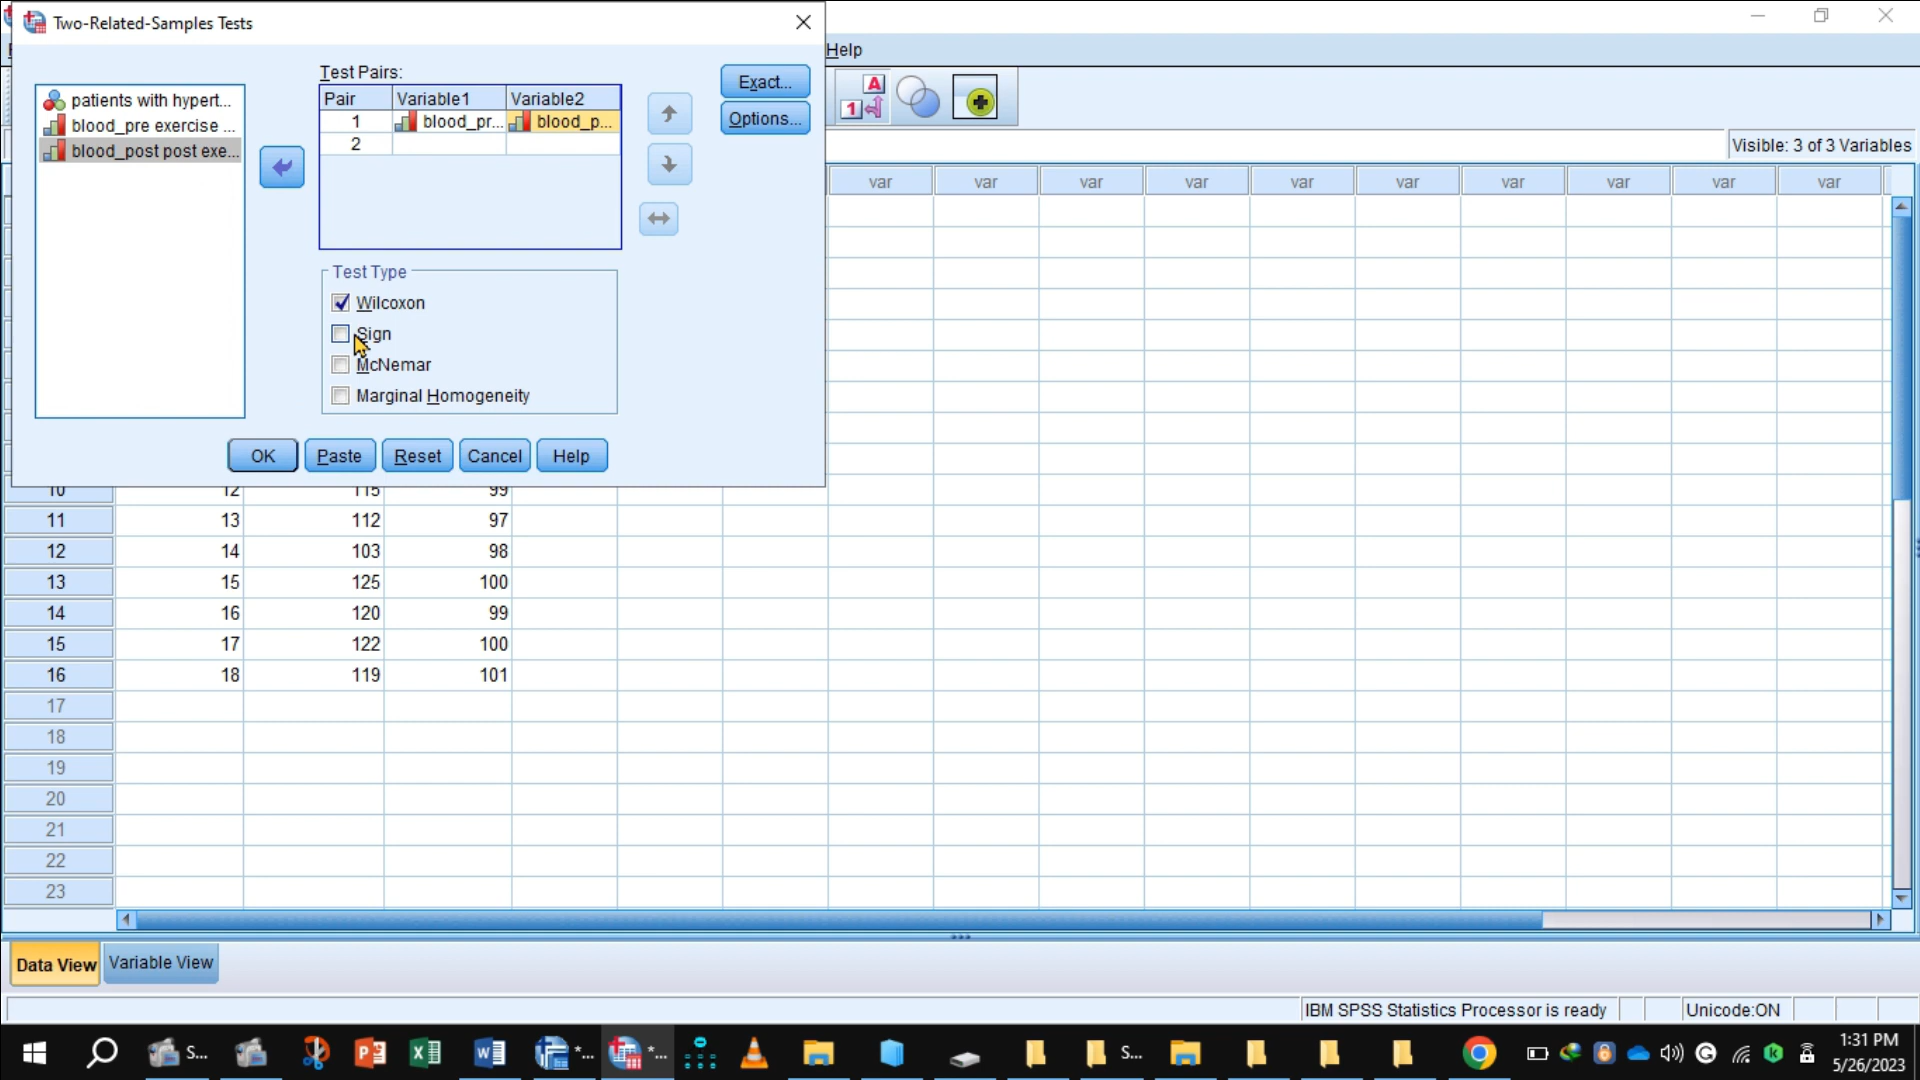 Two-Related-Samples Tests
Help
Test Pairs:
Pair Variable1 Variable2
1 blood_pr... blood_p...
2
patients with hypert...
blood_pre exercise ...
blood_post post exe...
Exact...
Options...
Test Type
Wilcoxon
Sign
McNemar
Marginal Homogeneity
OK Paste Reset Cancel Help
A
1
Visible: 3 of 3 Variables
var var var var var var var var var var
10 12 115 99
11 13 112 97
12 14 103 98
13 15 125 100
14 16 120 99
15 17 122 100
16 18 119 101
17
18
19
20
21
22
23
Data View Variable View
IBM SPSS Statistics Processor is ready Unicode:ON
S... *... *... S...
1:31 PM
5/26/2023